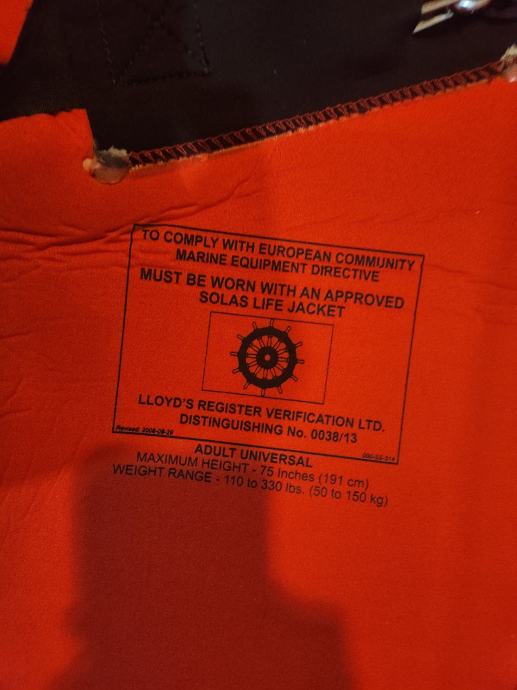 TO COMPLY WITH EUROPEAN COMMUNITY
MARINE EQUIPMENT DIRECTIVE
MUST BE WORN WITH AN APPROVED
SOLAS LIFE JACKET
LLOYD'S REGISTER VERIFICATION LTD.
DISTINGUISHING No. 0038/13
Revised:
ADULT UNIVERSAL
MAXIMUM HEIGHT - 75 Inches (191 cm)
WEIGHT RANGE - 110 to 330 lbs. (50 to 150 kg)